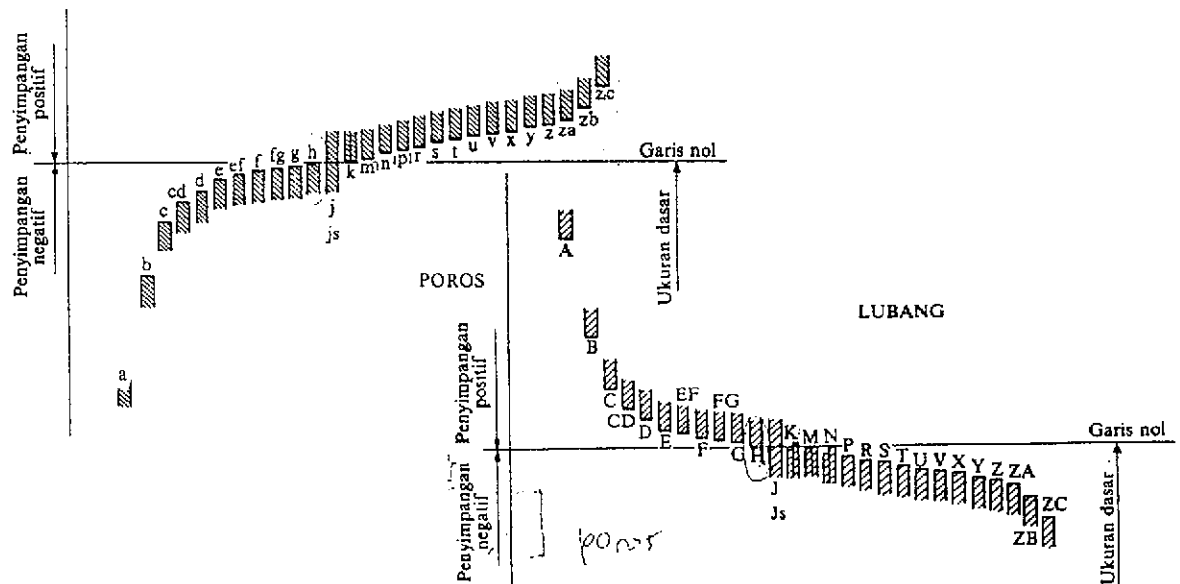 Penyimpangan
positif
Penyimpangan
negatif
a
b
c
cd
d
e
ef
f
fg
g
h
j
js
k
m
n
p
r
s
t
u
v
x
y
z
za
zb
zc
Garis nol
Ukuran dasar
POROS
LUBANG
Penyimpangan
positif
Penyimpangan
negatif
A
B
C
CD
D
E
EF
F
FG
G
H
J
Js
K
M
N
P
R
S
T
U
V
X
Y
Z
ZA
ZB
ZC
Garis nol
Ukuran dasar
poros